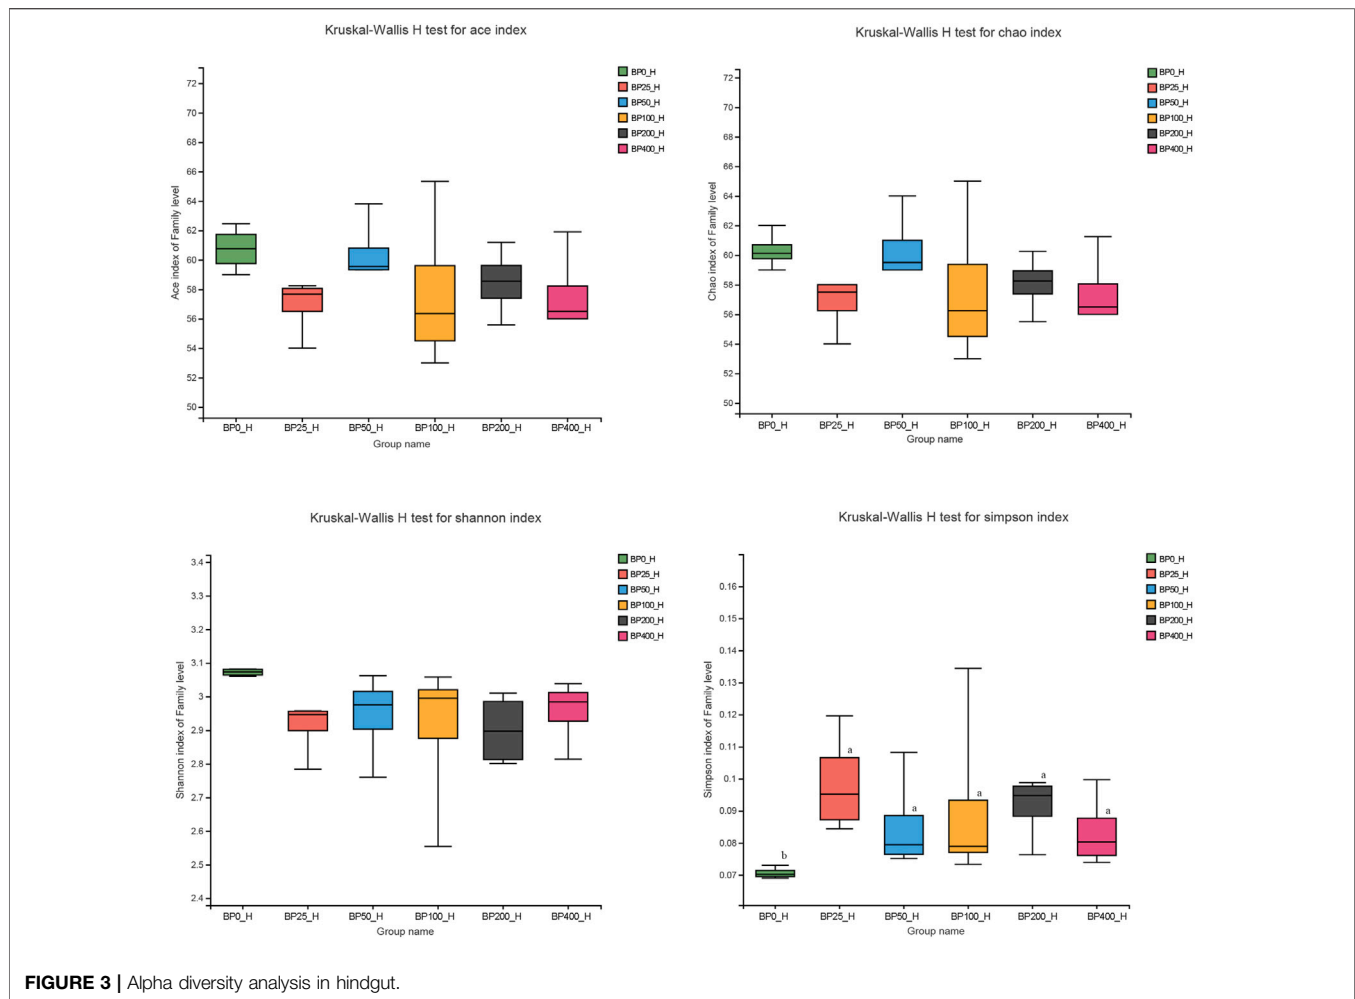 Kruskal-Wallis H test for ace index
72
70
68
66
64
62
60
58
56
54
52
50
Ace index of Family level
BP0_H
BP25_H
BP50_H
BP100_H
BP200_H
BP400_H
Group name
BP0_H
BP25_H
BP50_H
BP100_H
BP200_H
BP400_H
Kruskal-Wallis H test for chao index
72
70
68
66
64
62
60
58
56
54
52
50
Chao index of Family level
BP0_H
BP25_H
BP50_H
BP100_H
BP200_H
BP400_H
Group name
BP0_H
BP25_H
BP50_H
BP100_H
BP200_H
BP400_H
Kruskal-Wallis H test for shannon index
3.4
3.3
3.2
3.1
3
2.9
2.8
2.7
2.6
2.5
2.4
Shannon index of Family level
BP0_H
BP25_H
BP50_H
BP100_H
BP200_H
BP400_H
Group name
BP0_H
BP25_H
BP50_H
BP100_H
BP200_H
BP400_H
Kruskal-Wallis H test for simpson index
0.16
0.15
0.14
0.13
0.12
0.11
0.1
0.09
0.08
0.07
Simpson index of Family level
b
a
a
a
a
a
BP0_H
BP25_H
BP50_H
BP100_H
BP200_H
BP400_H
Group name
BP0_H
BP25_H
BP50_H
BP100_H
BP200_H
BP400_H
FIGURE 3 | Alpha diversity analysis in hindgut.